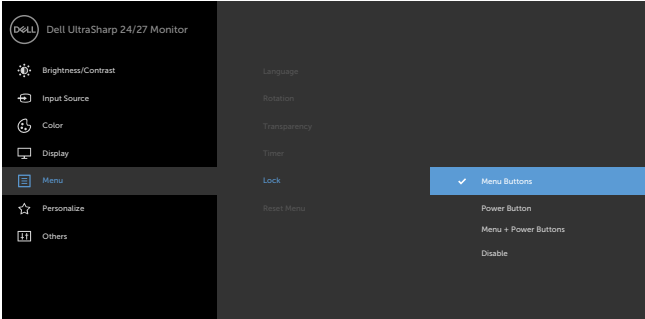 DELL
Dell UltraSharp 24/27 Monitor
Brightness/Contrast
Input Source
Color
Display
Menu
Personalize
Others
Language
Rotation
Transparency
Timer
Lock
Reset Menu
Menu Buttons
Power Button
Menu + Power Buttons
Disable